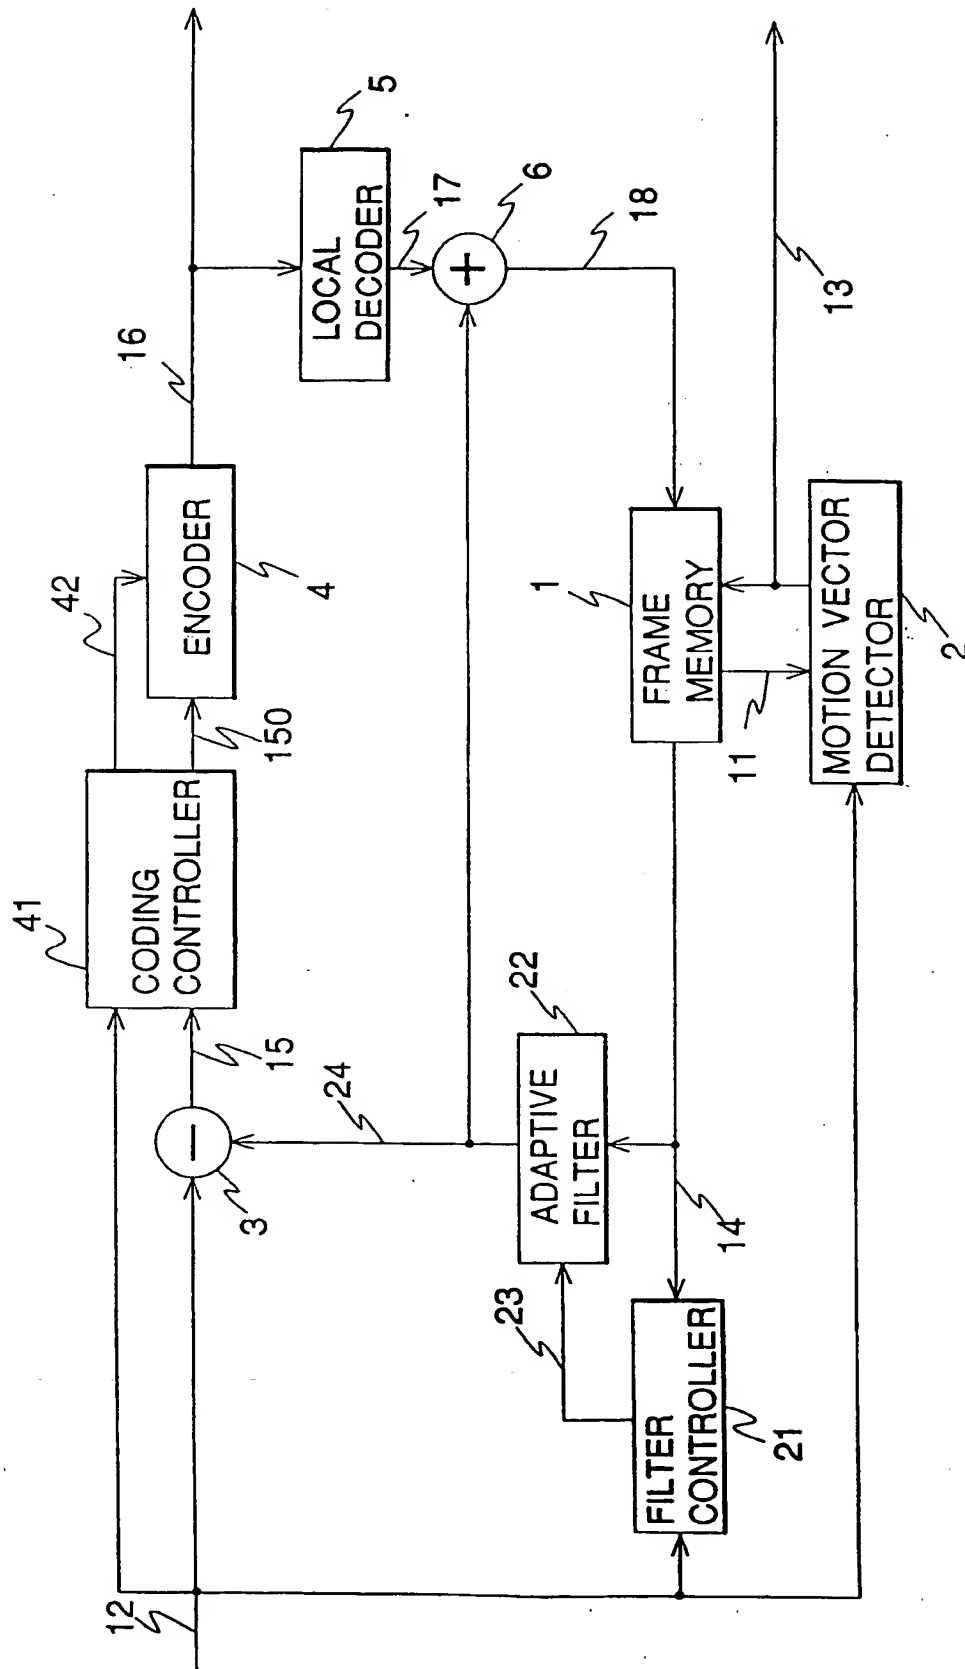 12
41
CODING
CONTROLLER
42
ENCODER
4
150
16
15
3
24
LOCAL
DECODER
5
17
6
18
ADAPTIVE
FILTER
22
23
14
FILTER
CONTROLLER
21
FRAME
MEMORY
1
11
MOTION VECTOR
DETECTOR
2
13